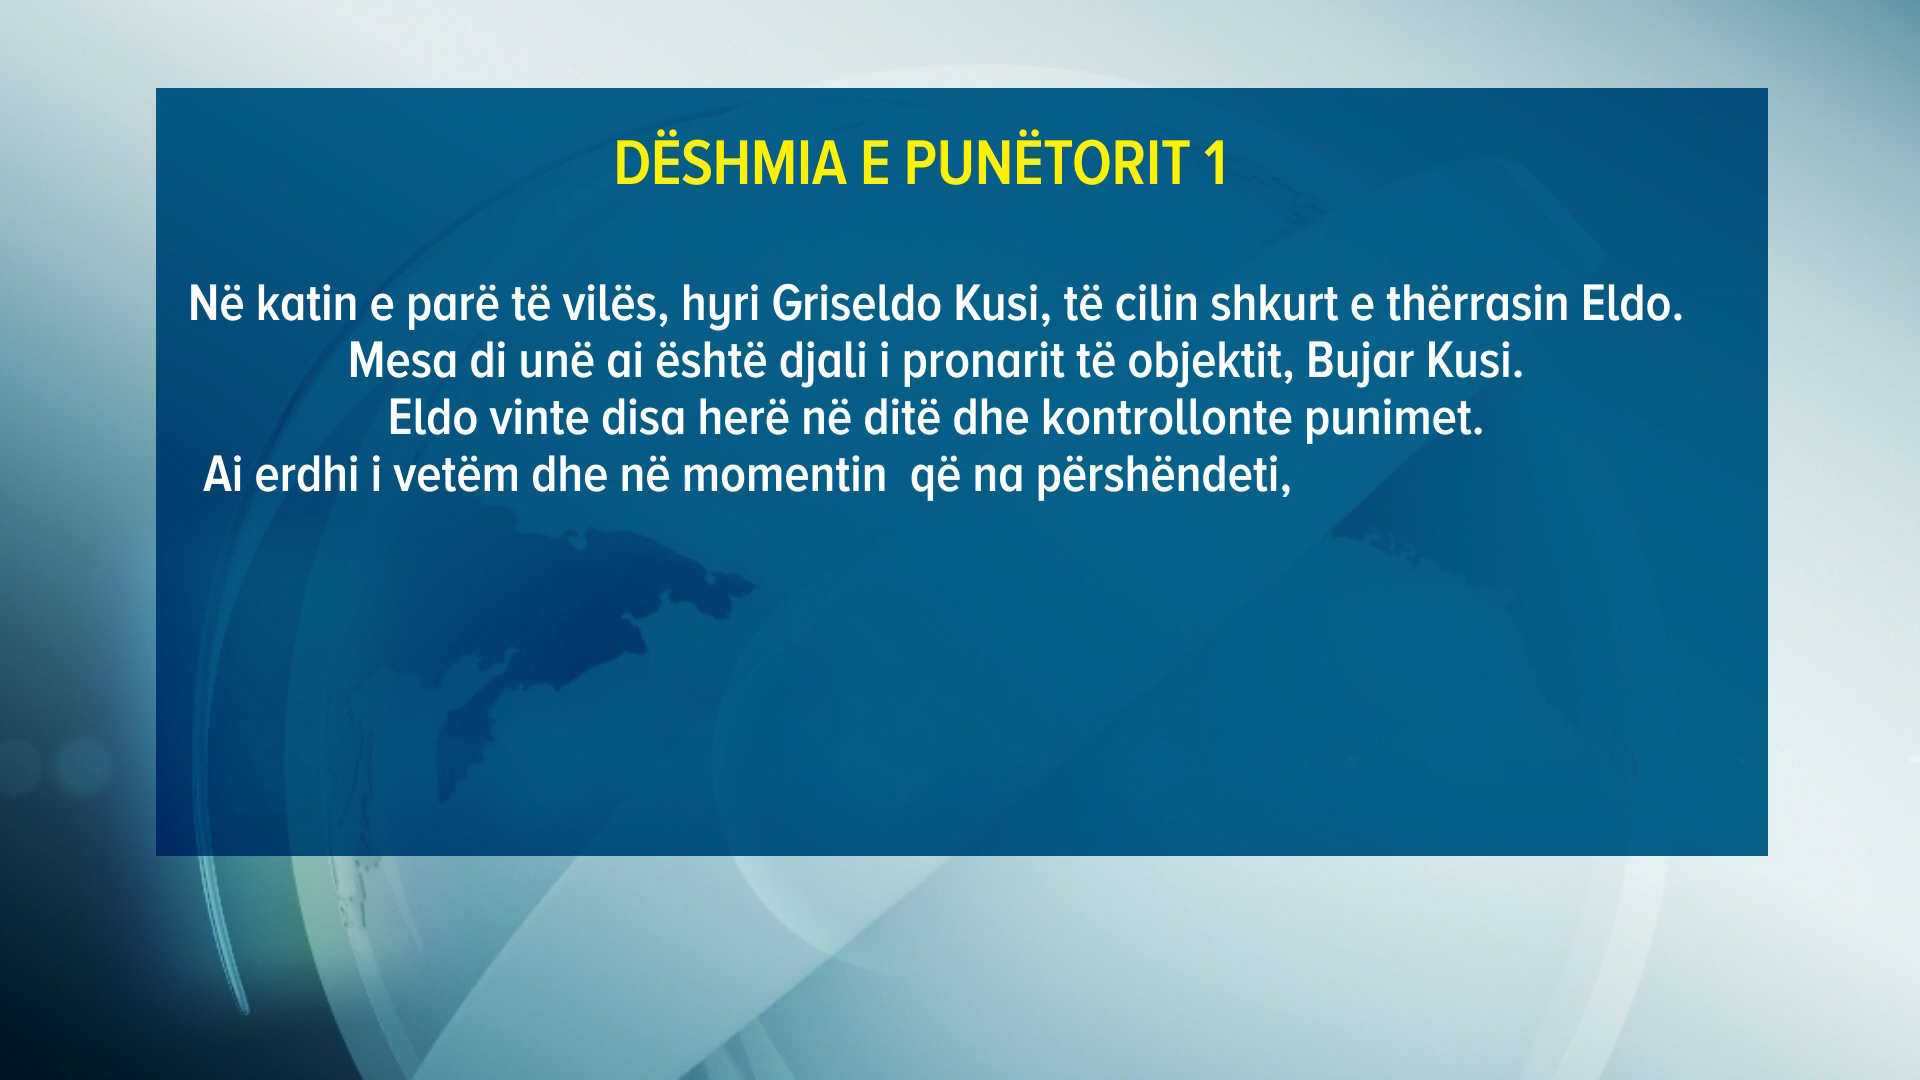 DËSHMIA E PUNËTORIT 1
Në katin e parë të vilës, hyri Griseldo Kusi, të cilin shkurt e thërrasin Eldo.
Mesa di unë ai është djali i pronarit të objektit, Bujar Kusi.
Eldo vinte disa herë në ditë dhe kontrollonte punimet.
Ai erdhi i vetëm dhe në momentin  që na përshëndeti,